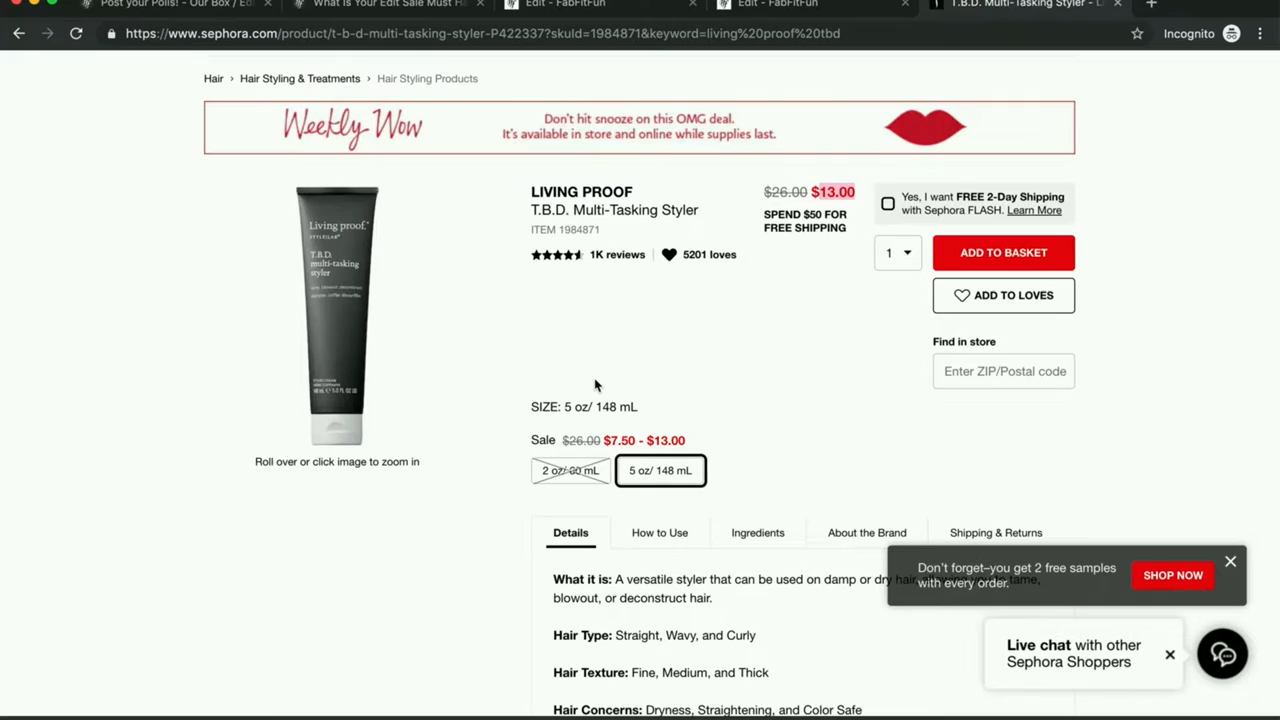 Post your Polls! - Our Box / Ed
What Is Your Edit Sale Must H
Edit - FabFitFun
Edit - FabFitFun
T.B.D. Multi-Tasking Styler - L
https://www.sephora.com/product/t-b-d-multi-tasking-styler-P422337?skuId=1984871&keyword=living%20proof%20tbd
Incognito
Hair › Hair Styling & Treatments › Hair Styling Products
Weekly Wow
Don't hit snooze on this OMG deal.
It's available in store and online while supplies last.
Living proof.
T.B.D.
multi-tasking
styler
Roll over or click image to zoom in
LIVING PROOF
T.B.D. Multi-Tasking Styler
ITEM 1984871
1K reviews
5201 loves
$26.00 $13.00
SPEND $50 FOR
FREE SHIPPING
Yes, I want FREE 2-Day Shipping
with Sephora FLASH. Learn More
1
ADD TO BASKET
ADD TO LOVES
Find in store
Enter ZIP/Postal code
SIZE: 5 oz/ 148 mL
Sale $26.00 $7.50 - $13.00
2 oz/ 60 mL
5 oz/ 148 mL
Details
How to Use
Ingredients
About the Brand
Shipping & Returns
What it is: A versatile styler that can be used on damp or dry hair, allowing you to tame,
blowout, or deconstruct hair.
Hair Type: Straight, Wavy, and Curly
Hair Texture: Fine, Medium, and Thick
Hair Concerns: Dryness, Straightening, and Color Safe
Don't forget–you get 2 free samples
with every order.
SHOP NOW
Live chat with other
Sephora Shoppers